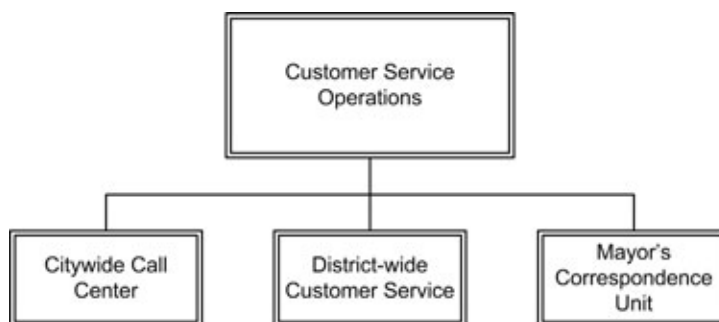 Customer Service
Operations
Citywide Call
Center
District-wide
Customer Service
Mayor's
Correspondence
Unit